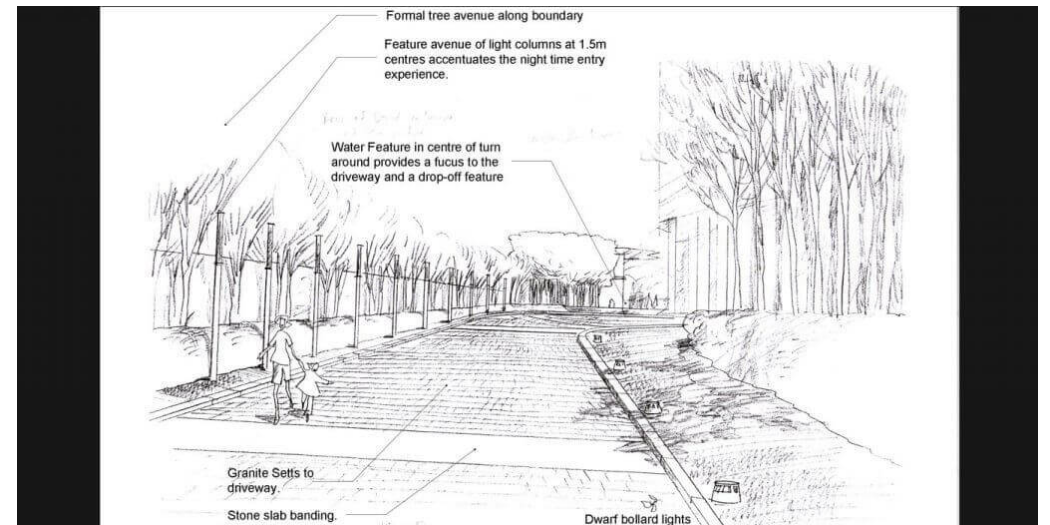 Formal tree avenue along boundary
Feature avenue of light columns at 1.5m
centres accentuates the night time entry
experience.
Water Feature in centre of turn
around provides a fucus to the
driveway and a drop-off feature
Granite Setts to
driveway.
Stone slab banding.
Dwarf bollard lights